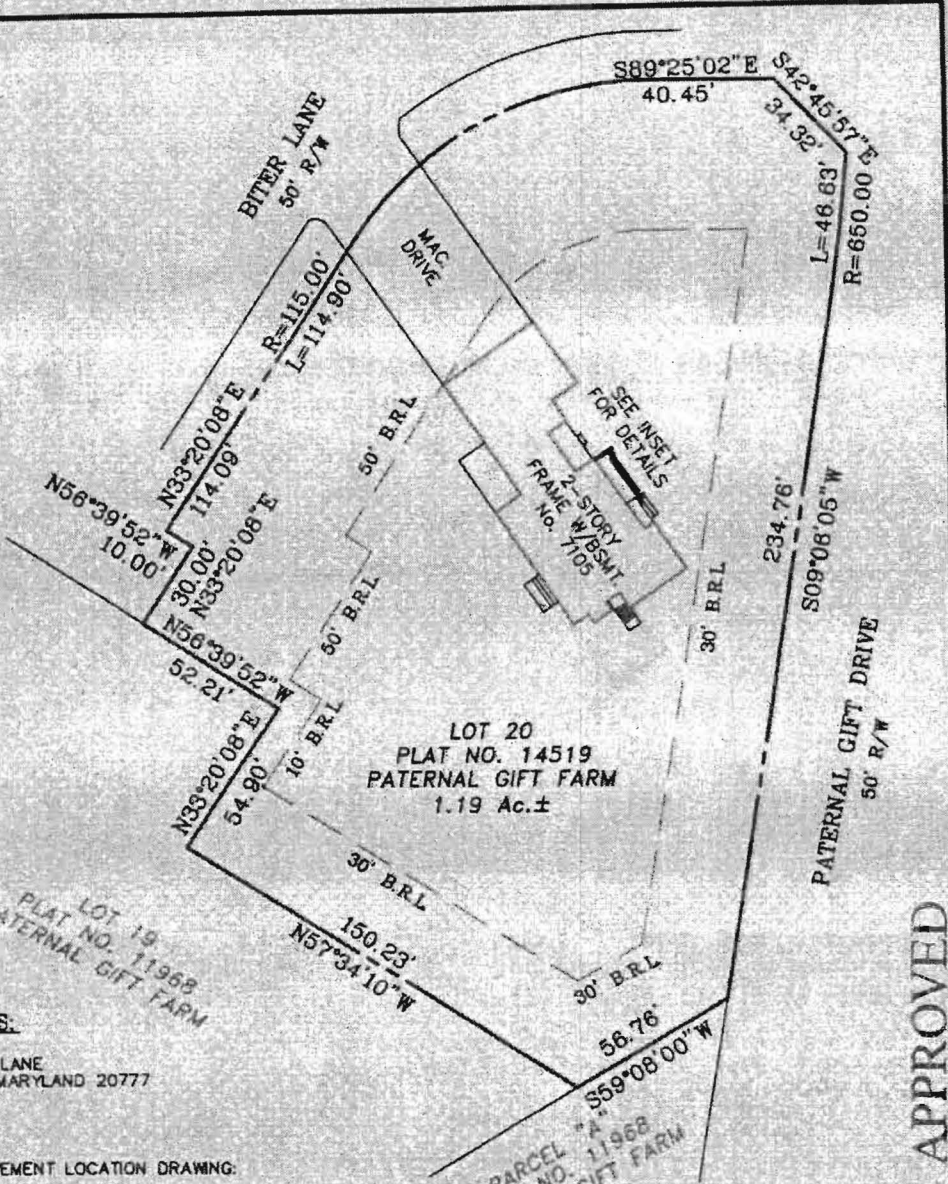 S89°25'02"E
40.45'
S42°45'57"E
34.32'
L=46.63'
R=650.00
BITER LANE
50' R/W
MAC.
DRIVE
R=115.00'
L=114.90'
N33°20'08"E
114.09'
N56°39'52"W
10.00'
30.00'
N33°20'08"E
N56°39'52"W
52.21'
N33°20'08"E
54.90'
50' B.R.L
50' B.R.L
10' B.R.L
SEE INSET
FOR DETAILS
2-STORY
FRAME W/BSMT.
No. 7105
30' B.R.L
234.76'
S09°08'05"W
PATERNAL GIFT DRIVE
50' R/W
LOT 20
PLAT NO. 14519
PATERNAL GIFT FARM
1.19 Ac.±
30' B.R.L
150.23'
N57°34'10"W
30' B.R.L
58.76'
S59°08'00"W
LOT 19
PLAT NO. 11968
ATERNAL GIFT FARM
S:
LANE
MARYLAND 20777
EMENT LOCATION DRAWING:
PARCEL "A"
NO. 11968
GIFT FARM
APPROVED